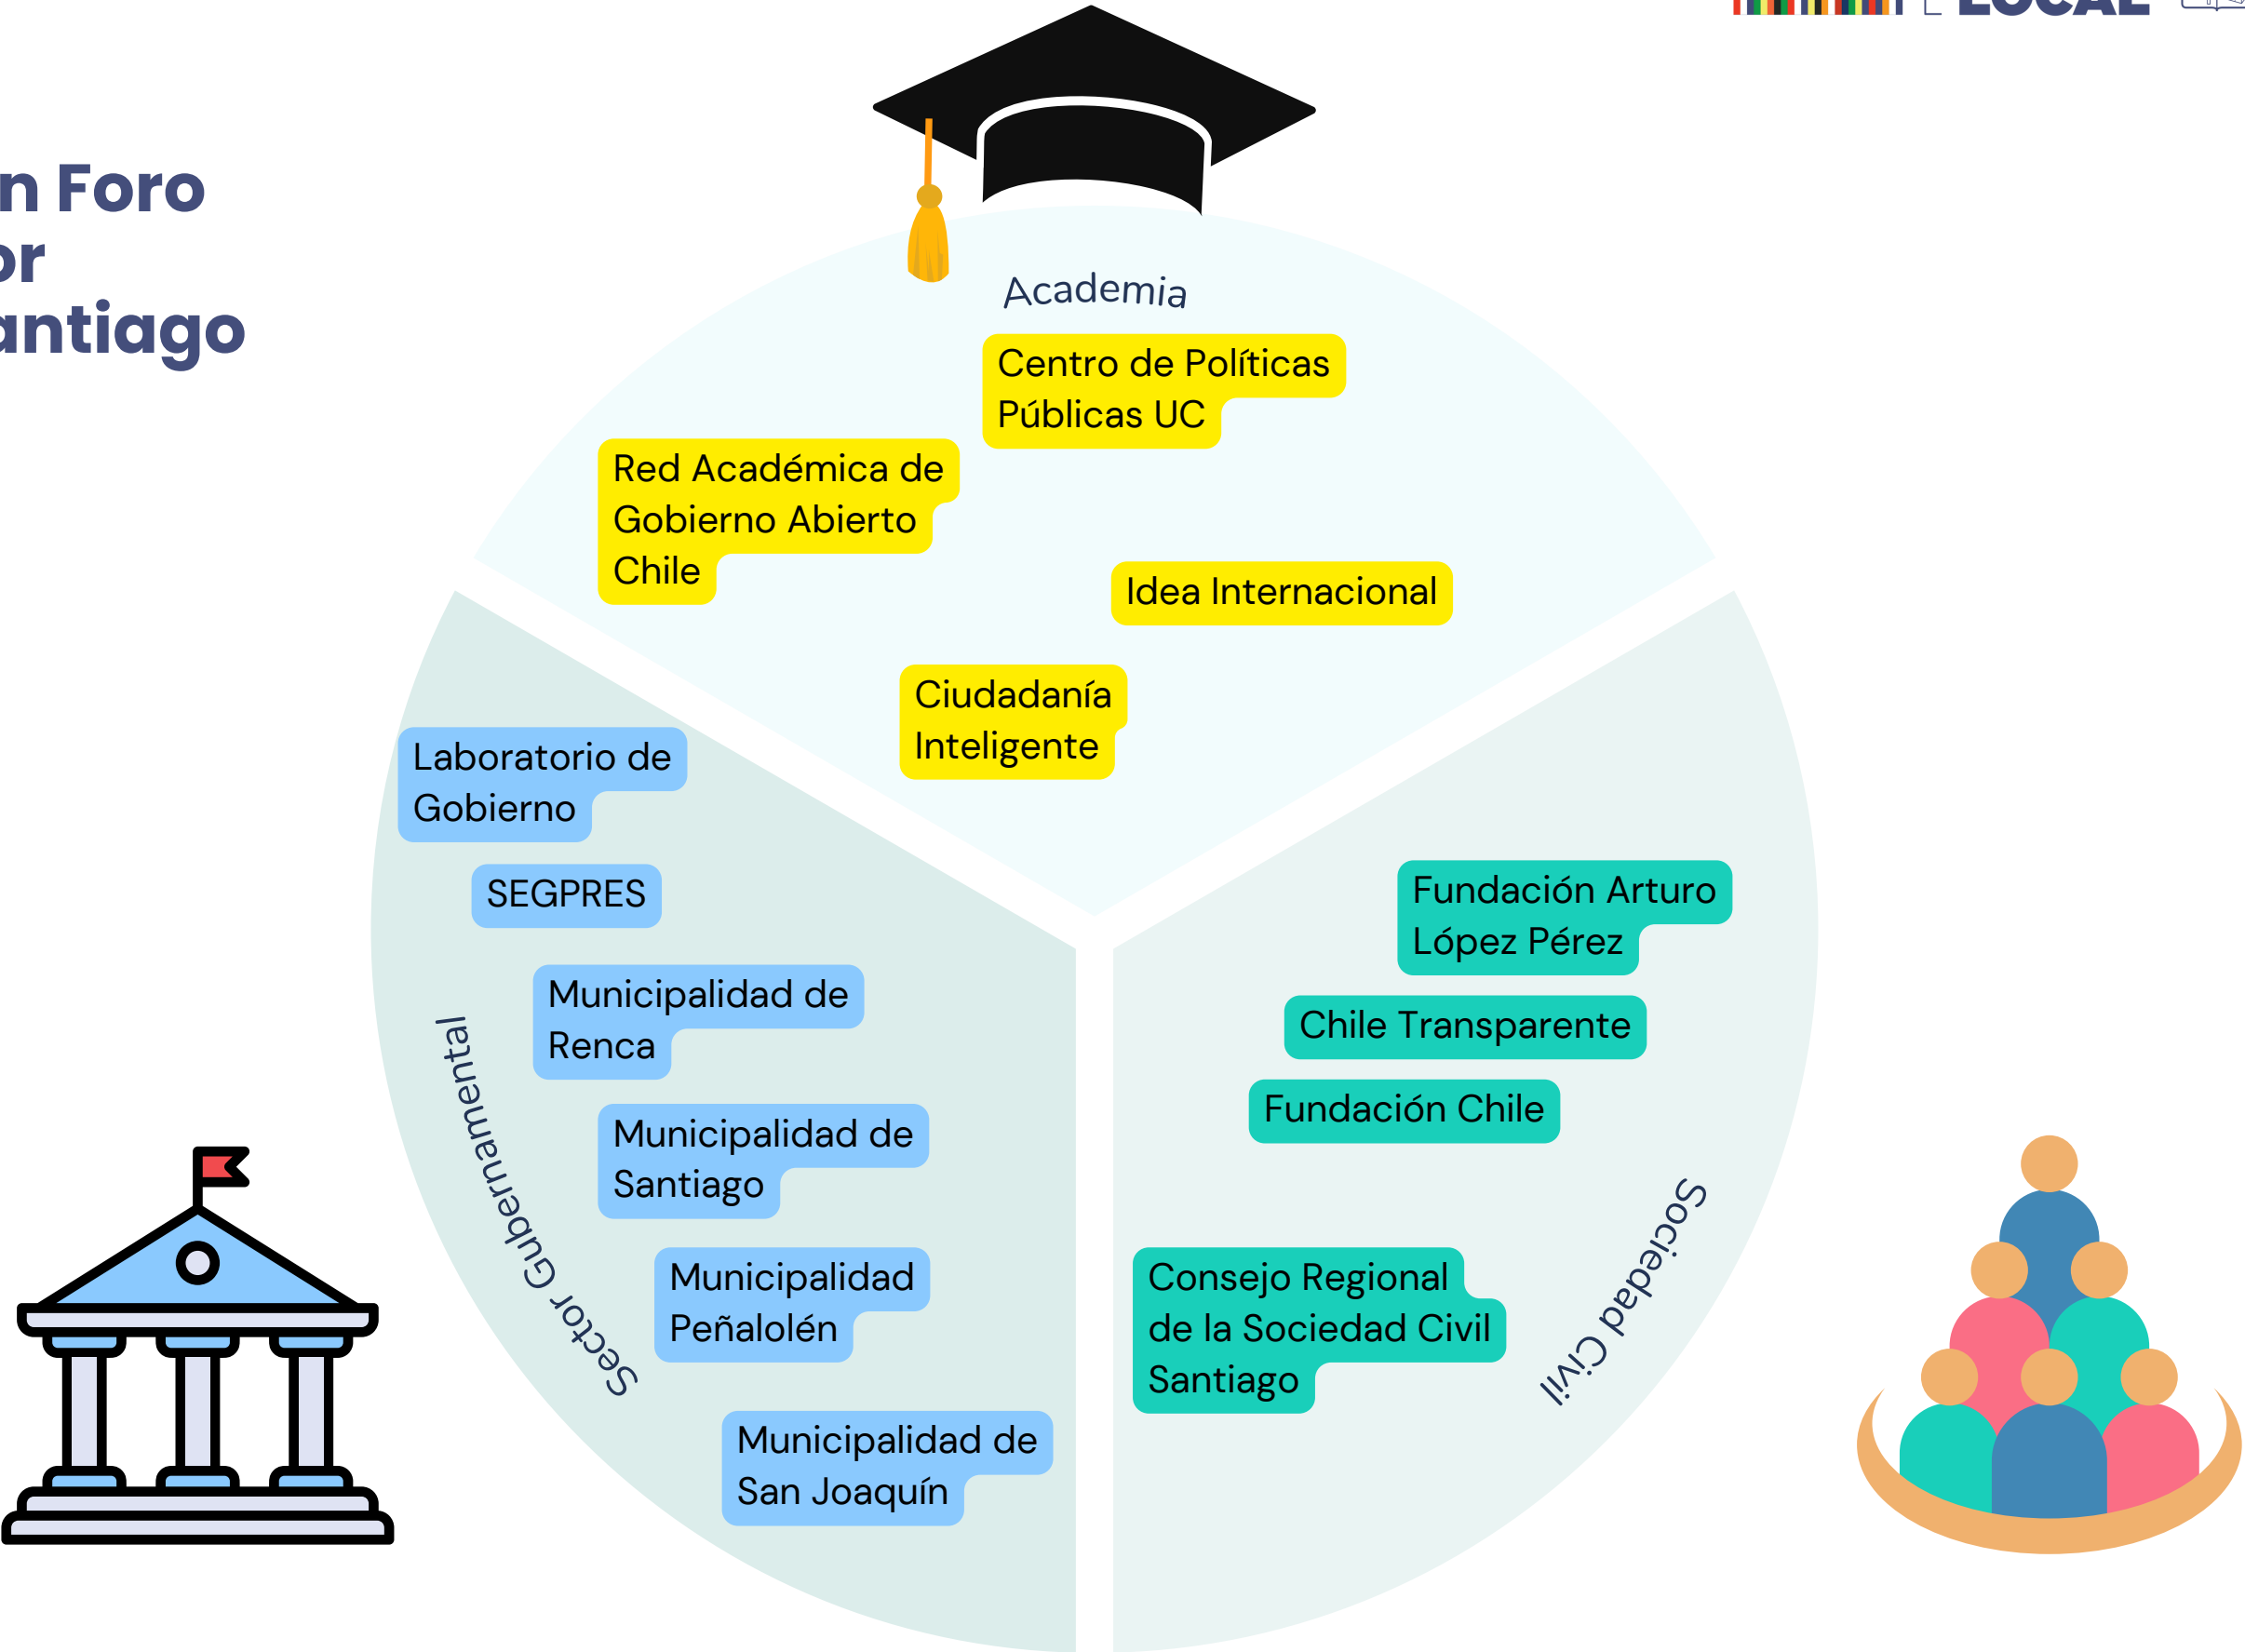 LOCAL
n Foro
or
antiago
Academia
Centro de Políticas
Públicas UC
Red Académica de
Gobierno Abierto
Chile
Idea Internacional
Ciudadanía
Inteligente
Laboratorio de
Gobierno
SEGPRES
Municipalidad de
Renca
Municipalidad de
Santiago
Municipalidad
Peñalolén
Municipalidad de
San Joaquín
Sector Gubernamental
Fundación Arturo
López Pérez
Chile Transparente
Fundación Chile
Consejo Regional
de la Sociedad Civil
Santiago
Sociedad Civil